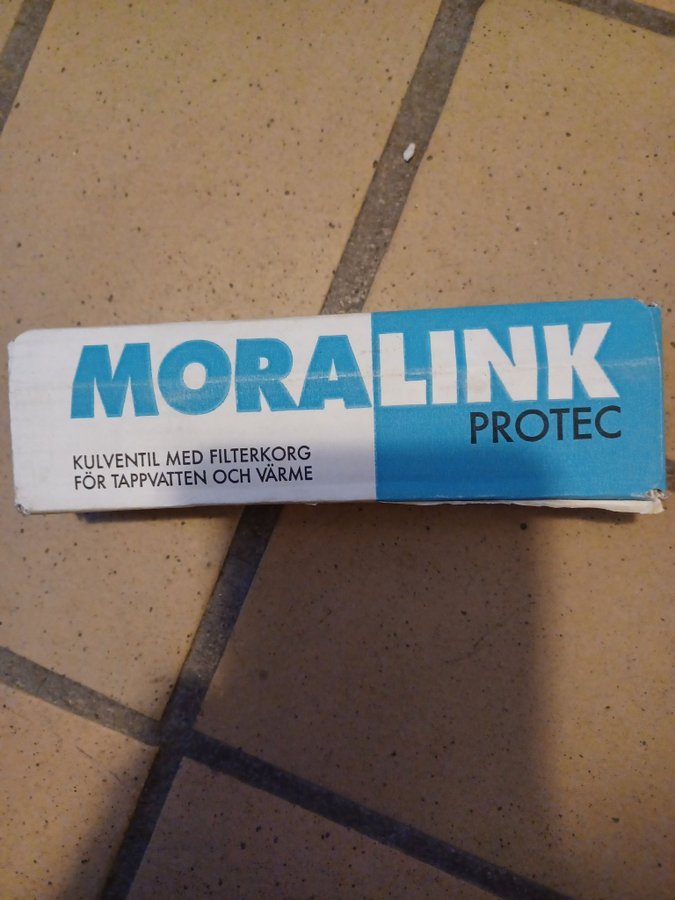 MORALINK
PROTEC
KULVENTIL MED FILTERKORG
FÖR TAPPVATTEN OCH VÄRME